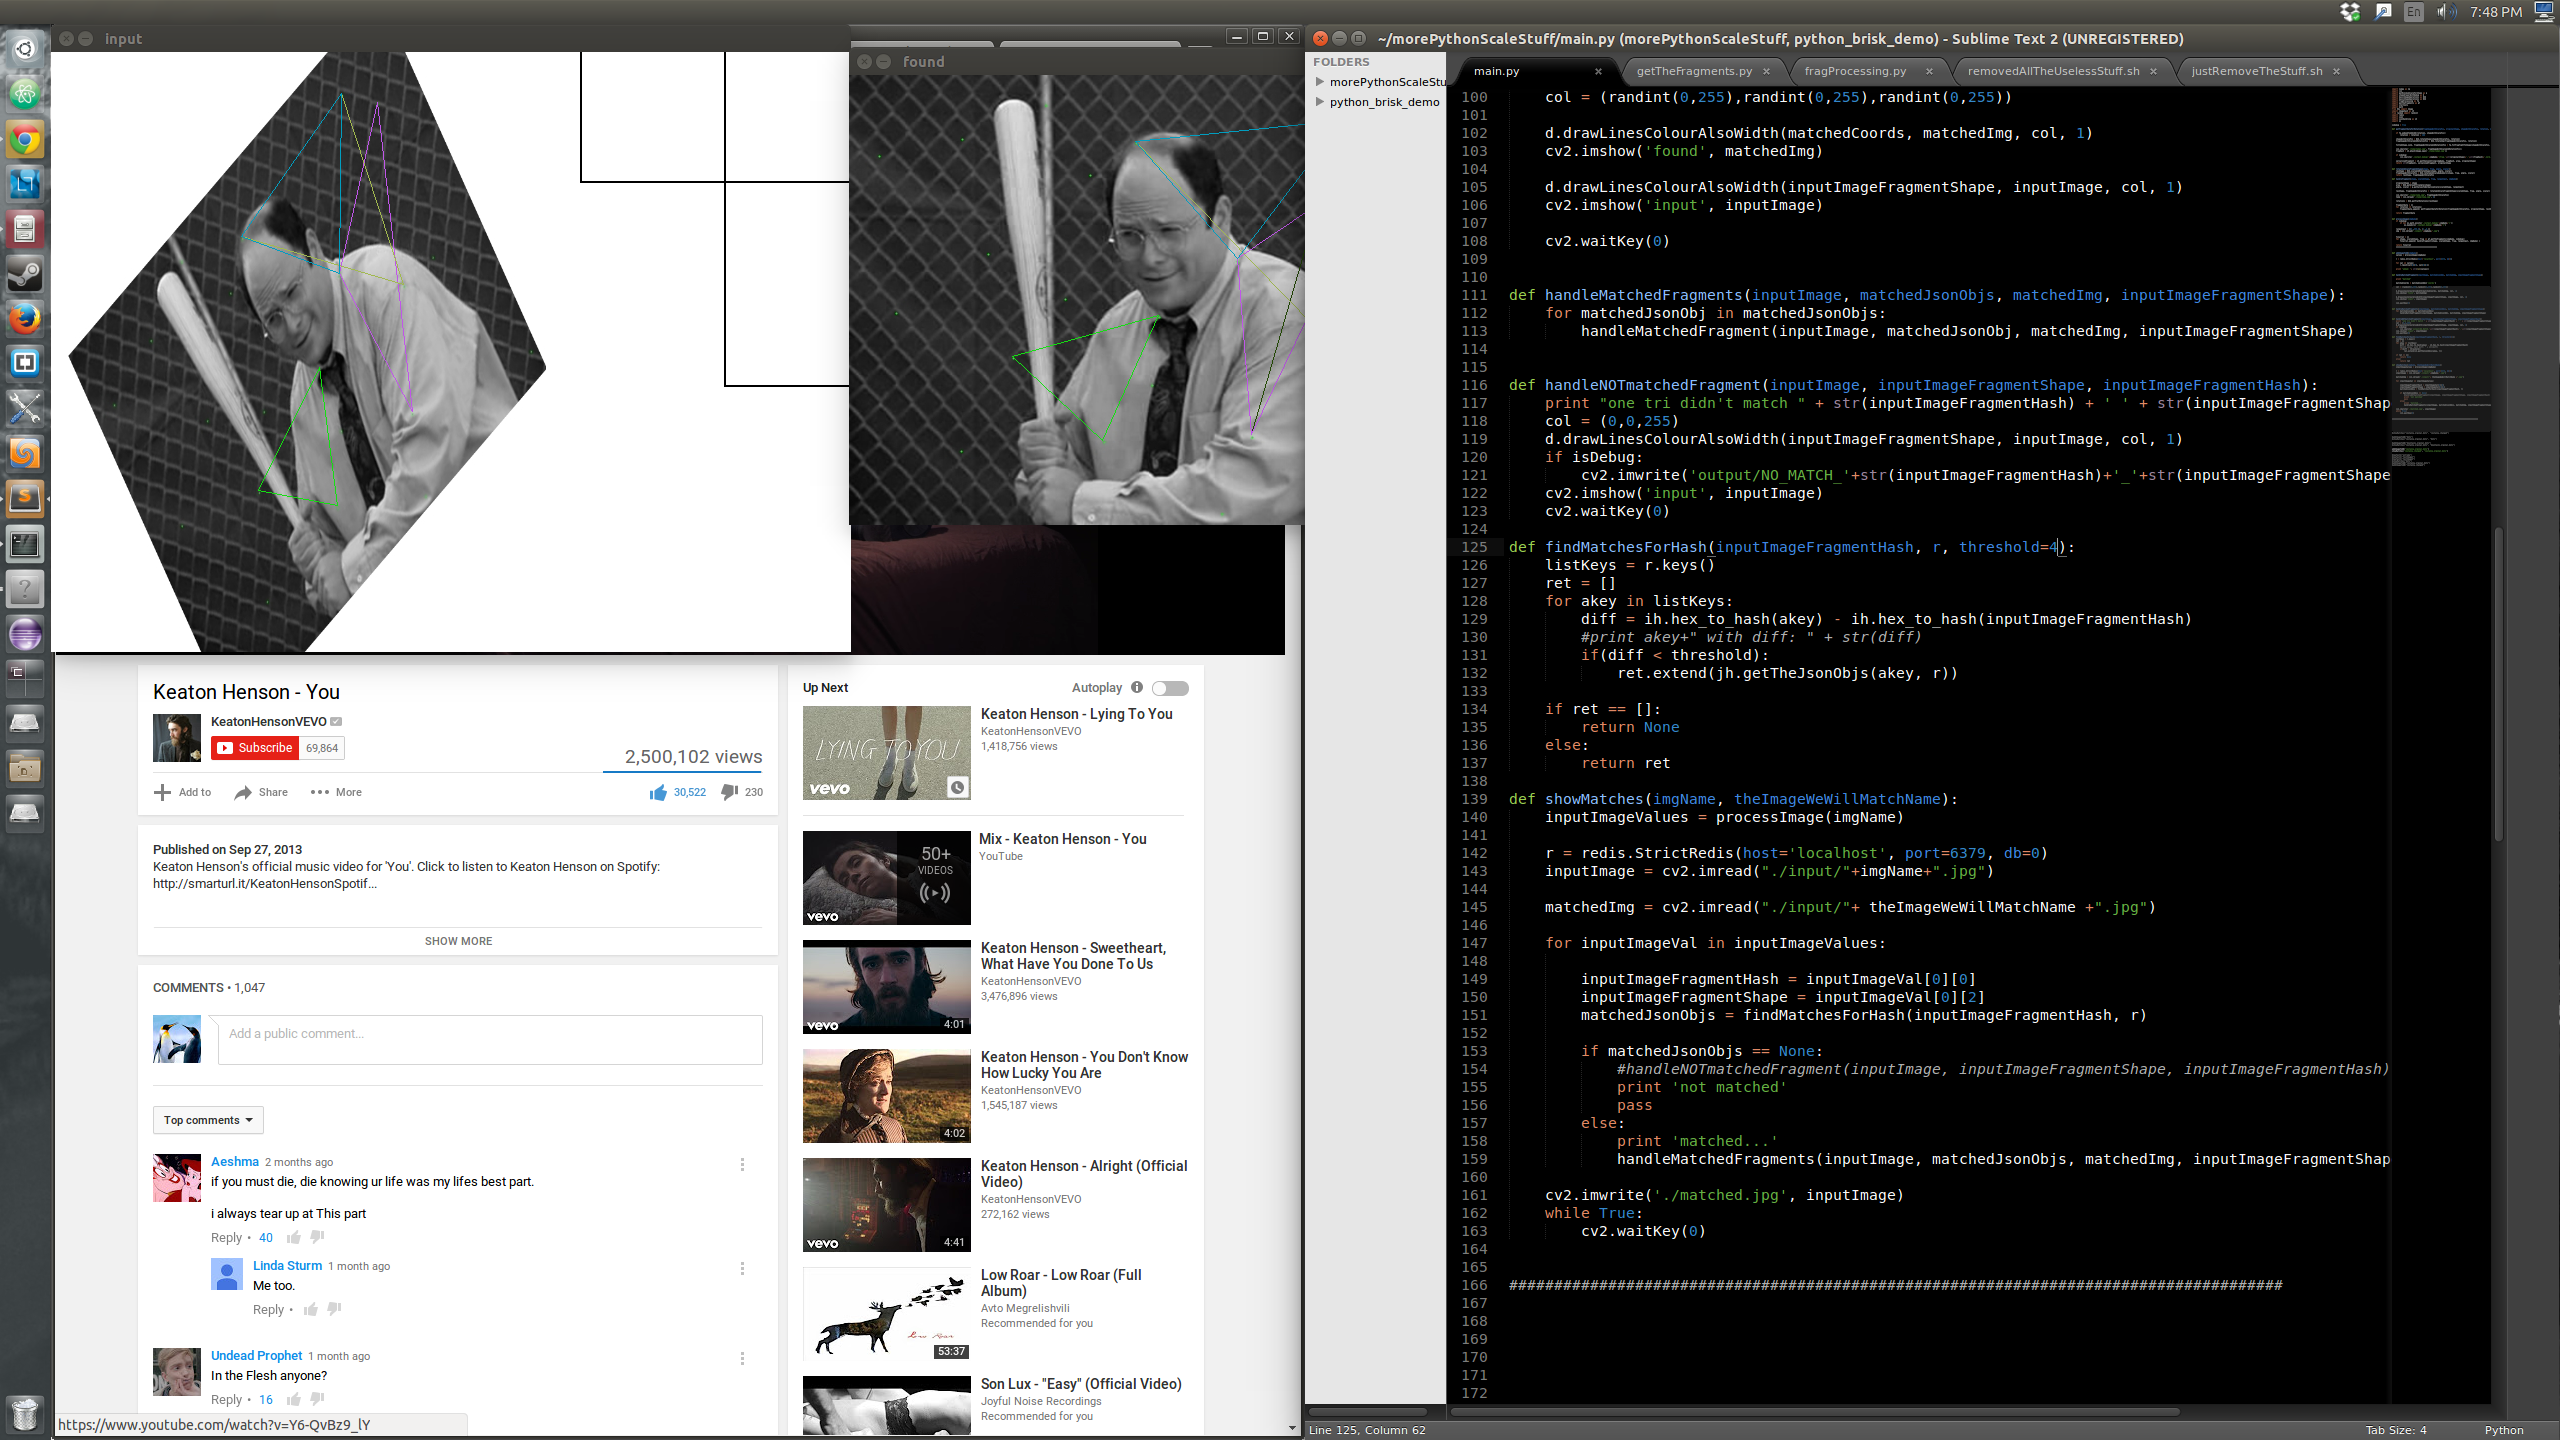 En
7:48 PM
input
found
~/morePythonScaleStuff/main.py (morePythonScaleStuff, python_brisk_demo) - Sublime Text 2 (UNREGISTERED)
FOLDERS
morePythonScaleStu
python_brisk_demo
main.py
getTheFragments.py
fragProcessing.py
removedAllTheUselessStuff.sh
justRemoveTheStuff.sh
100 col = (randint(0,255),randint(0,255),randint(0,255))
101
102 d.drawLinesColourAlsoWidth(matchedCoords, matchedImg, col, 1)
103 cv2.imshow('found', matchedImg)
104
105 d.drawLinesColourAlsoWidth(inputImageFragmentShape, inputImage, col, 1)
106 cv2.imshow('input', inputImage)
107
108 cv2.waitKey(0)
109
110
111 def handleMatchedFragments(inputImage, matchedJsonObjs, matchedImg, inputImageFragmentShape):
112 for matchedJsonObj in matchedJsonObjs:
113 handleMatchedFragment(inputImage, matchedJsonObj, matchedImg, inputImageFragmentShape)
114
115
116 def handleNOTmatchedFragment(inputImage, inputImageFragmentShape, inputImageFragmentHash):
117 print "one tri didn't match " + str(inputImageFragmentHash) + ' ' + str(inputImageFragmentShap
118 col = (0,0,255)
119 d.drawLinesColourAlsoWidth(inputImageFragmentShape, inputImage, col, 1)
120 if isDebug:
121 cv2.imwrite('output/NO_MATCH_'+str(inputImageFragmentHash)+'_'+str(inputImageFragmentShape
122 cv2.imshow('input', inputImage)
123 cv2.waitKey(0)
124
125 def findMatchesForHash(inputImageFragmentHash, r, threshold=4):
126 listKeys = r.keys()
127 ret = []
128 for akey in listKeys:
129 diff = ih.hex_to_hash(akey) - ih.hex_to_hash(inputImageFragmentHash)
130 #print akey+" with diff: " + str(diff)
131 if(diff < threshold):
132 ret.extend(jh.getTheJsonObjs(akey, r))
133
134 if ret == []:
135 return None
136 else:
137 return ret
138
139 def showMatches(imgName, theImageWeWillMatchName):
140 inputImageValues = processImage(imgName)
141
142 r = redis.StrictRedis(host='localhost', port=6379, db=0)
143 inputImage = cv2.imread("./input/"+imgName+".jpg")
144
145 matchedImg = cv2.imread("./input/"+ theImageWeWillMatchName +".jpg")
146
147 for inputImageVal in inputImageValues:
148
149 inputImageFragmentHash = inputImageVal[0][0]
150 inputImageFragmentShape = inputImageVal[0][2]
151 matchedJsonObjs = findMatchesForHash(inputImageFragmentHash, r)
152
153 if matchedJsonObjs == None:
154 #handleNOTmatchedFragment(inputImage, inputImageFragmentShape, inputImageFragmentHash)
155 print 'not matched'
156 pass
157 else:
158 print 'matched...'
159 handleMatchedFragments(inputImage, matchedJsonObjs, matchedImg, inputImageFragmentShap
160
161 cv2.imwrite('./matched.jpg', inputImage)
162 while True:
163 cv2.waitKey(0)
164
165
166 ######################################################################################
167
168
169
170
171
172
Line 125, Column 62
Tab Size: 4
Python
Keaton Henson - You
KeatonHensonVEVO
Subscribe
69,864
2,500,102 views
Add to
Share
More
30,522
230
Published on Sep 27, 2013
Keaton Henson's official music video for 'You'. Click to listen to Keaton Henson on Spotify:
http://smarturl.it/KeatonHensonSpotif...
SHOW MORE
COMMENTS • 1,047
Add a public comment...
Top comments
Aeshma 2 months ago
if you must die, die knowing ur life was my lifes best part.
i always tear up at This part
Reply • 40
Linda Sturm 1 month ago
Me too.
Reply •
Undead Prophet 1 month ago
In the Flesh anyone?
Reply • 16
https://www.youtube.com/watch?v=Y6-QvBz9_lY
Up Next
Autoplay
LYING TO YOU
vevo
Keaton Henson - Lying To You
KeatonHensonVEVO
1,418,756 views
50+
VIDEOS
vevo
Mix - Keaton Henson - You
YouTube
vevo
4:01
Keaton Henson - Sweetheart,
What Have You Done To Us
KeatonHensonVEVO
3,476,896 views
4:02
Keaton Henson - You Don't Know
How Lucky You Are
KeatonHensonVEVO
1,545,187 views
vevo
4:41
Keaton Henson - Alright (Official
Video)
KeatonHensonVEVO
272,162 views
Low Roar
53:37
Low Roar - Low Roar (Full
Album)
Avto Megrelishvili
Recommended for you
Son Lux - "Easy" (Official Video)
Joyful Noise Recordings
Recommended for you